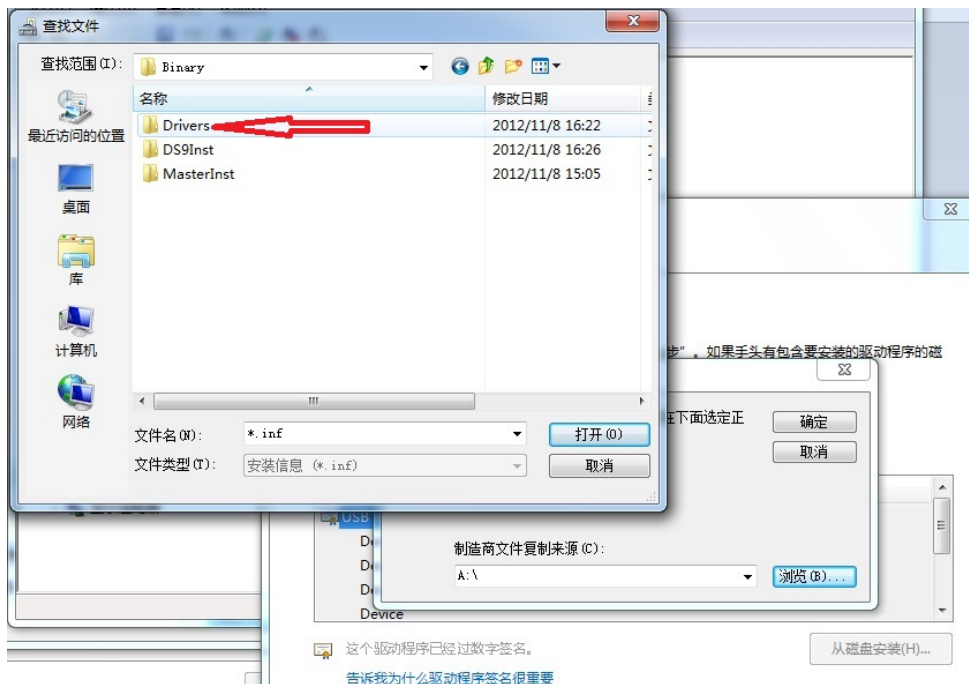 查找文件
查找范围(I):
Binary
名称
修改日期
最近访问的位置
Drivers
2012/11/8 16:22
DS9Inst
2012/11/8 16:26
MasterInst
2012/11/8 15:05
桌面
库
计算机
网络
文件名(N):
*.inf
打开(O)
文件类型(T):
安装信息 (*.inf)
取消
步”。如果手头有包含要安装的驱动程序的磁
在下面选定正
确定
取消
制造商文件复制来源(C):
A:\
浏览(B)...
USB
Device
这个驱动程序已经过数字签名。
从磁盘安装(H)...
告诉我为什么驱动程序签名很重要